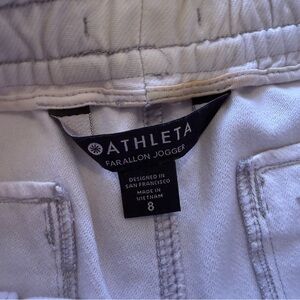 ATHLETA
FARALLON JOGGER
DESIGNED IN
SAN FRANCISCO
MADE IN
VIETNAM
8